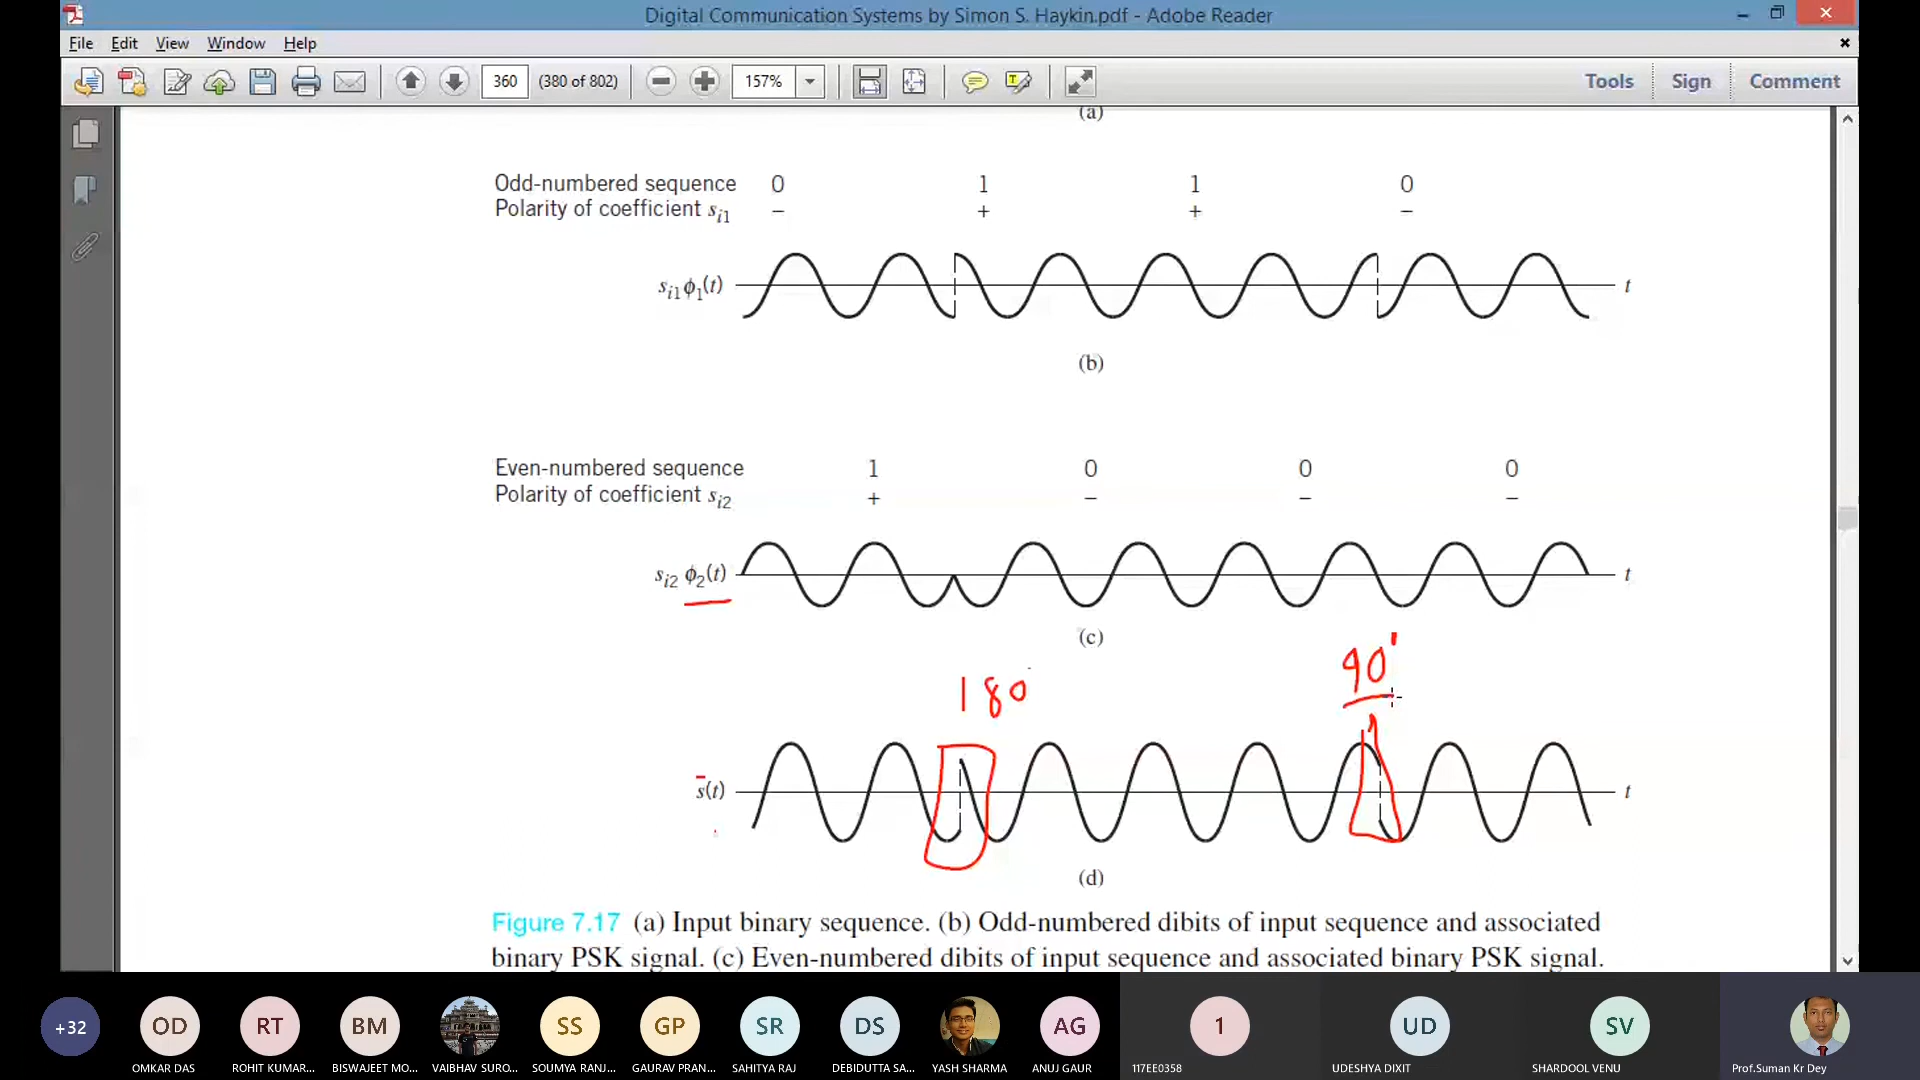 Digital Communication Systems by Simon S. Haykin.pdf - Adobe Reader
File Edit View Window Help
360 (380 of 802) 157% Tools Sign Comment
(a)
Odd-numbered sequence 0 1 1 0
Polarity of coefficient si1 − + + −
si1ϕ1(t) t
(b)
Even-numbered sequence 1 0 0 0
Polarity of coefficient si2 + − − −
si2 ϕ2(t) t
(c)
180 90°
s(t) t
(d)
Figure 7.17 (a) Input binary sequence. (b) Odd-numbered dibits of input sequence and associated
binary PSK signal. (c) Even-numbered dibits of input sequence and associated binary PSK signal.
+32 OD RT BM SS GP SR DS AG 1 UD SV
OMKAR DAS ROHIT KUMAR... BISWAJEET MO... VAIBHAV SURO... SOUMYA RANJ... GAURAV PRAN... SAHITYA RAJ DEBIDUTTA SA... YASH SHARMA ANUJ GAUR 117EE0358 UDESHYA DIXIT SHARDOOL VENU Prof.Suman Kr Dey